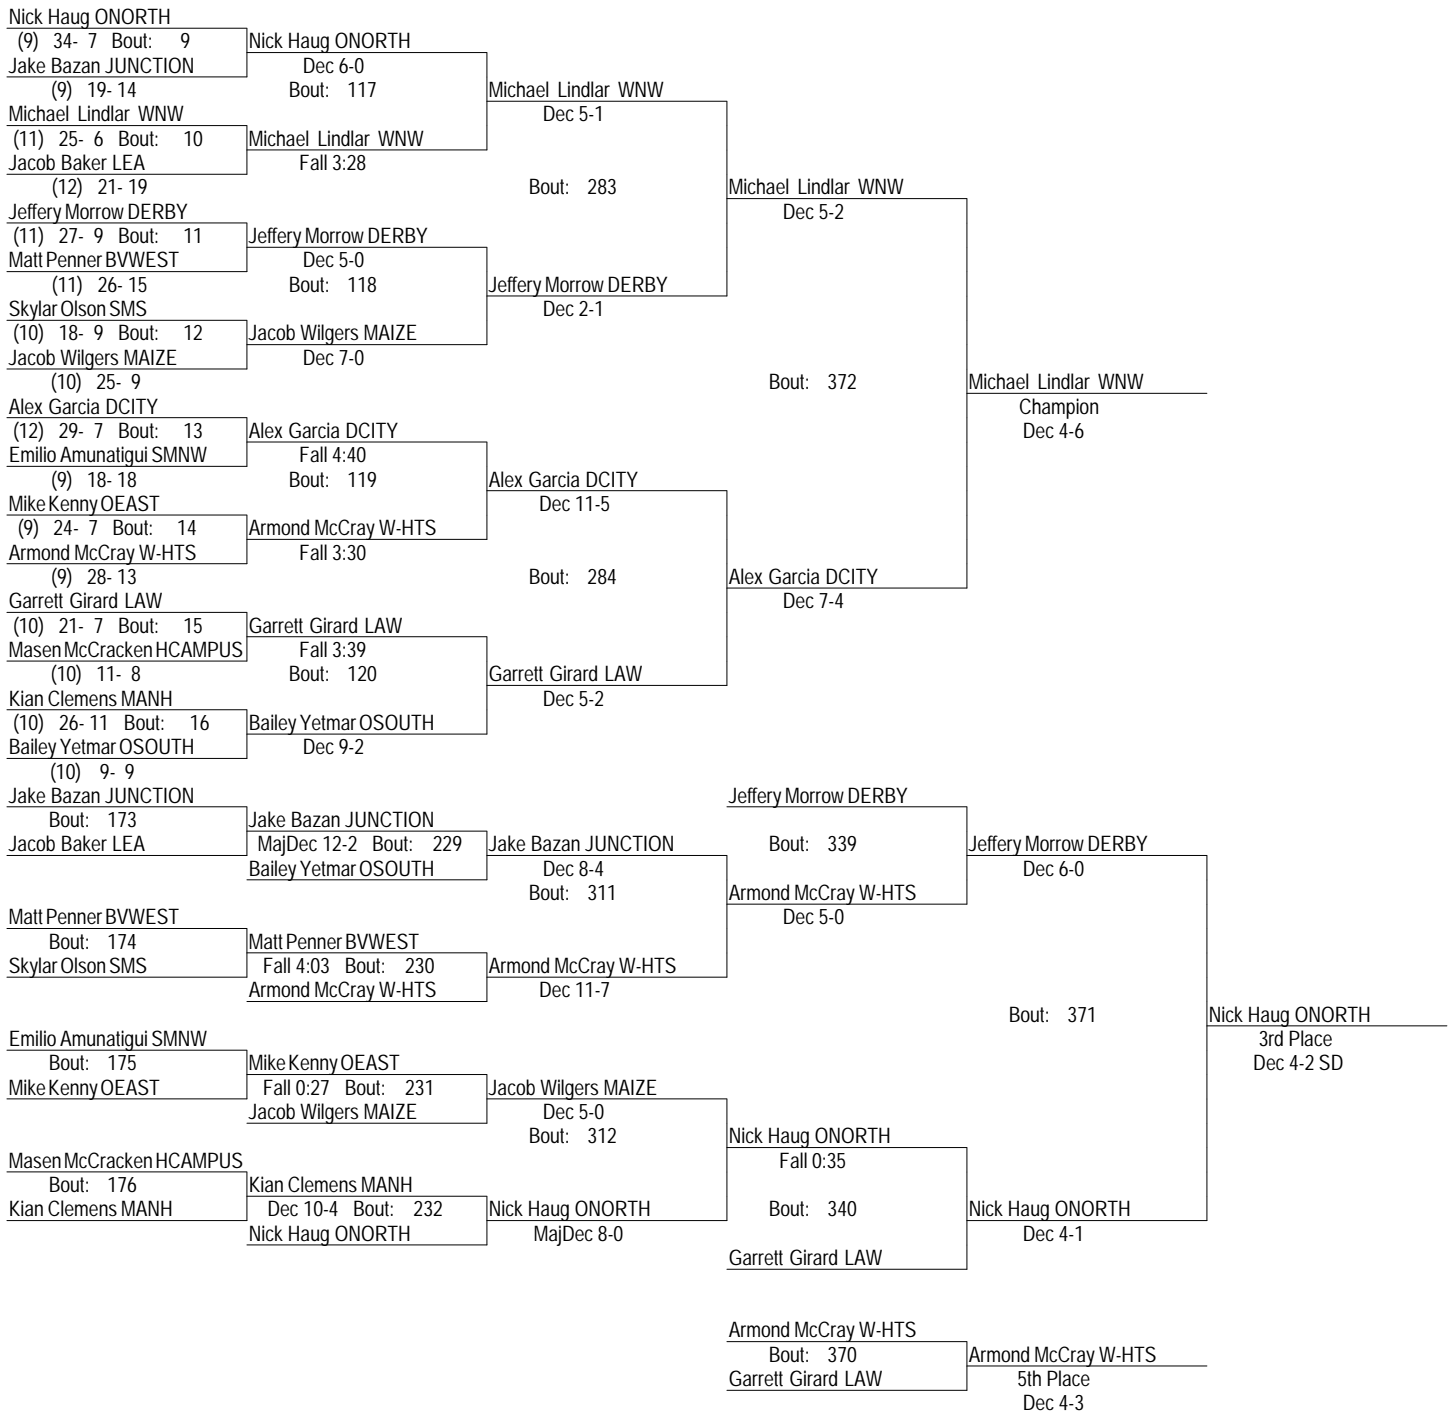 Nick Haug ONORTH
(9) 34- 7 Bout: 9 Nick Haug ONORTH
Jake Bazan JUNCTION Dec 6-0
(9) 19- 14 Bout: 117 Michael Lindlar WNW
Michael Lindlar WNW Dec 5-1
(11) 25- 6 Bout: 10 Michael Lindlar WNW
Jacob Baker LEA Fall 3:28
(12) 21- 19 Bout: 283 Michael Lindlar WNW
Jeffery Morrow DERBY Dec 5-2
(11) 27- 9 Bout: 11 Jeffery Morrow DERBY
Matt Penner BVWEST Dec 5-0
(11) 26- 15 Bout: 118 Jeffery Morrow DERBY
Skylar Olson SMS Dec 2-1
(10) 18- 9 Bout: 12 Jacob Wilgers MAIZE
Jacob Wilgers MAIZE Dec 7-0
(10) 25- 9 Bout: 372 Michael Lindlar WNW
Alex Garcia DCITY Champion
(12) 29- 7 Bout: 13 Alex Garcia DCITY Dec 4-6
Emilio Amunatigui SMNW Fall 4:40
(9) 18- 18 Bout: 119 Alex Garcia DCITY
Mike Kenny OEAST Dec 11-5
(9) 24- 7 Bout: 14 Armond McCray W-HTS
Armond McCray W-HTS Fall 3:30
(9) 28- 13 Bout: 284 Alex Garcia DCITY
Garrett Girard LAW Dec 7-4
(10) 21- 7 Bout: 15 Garrett Girard LAW
Masen McCracken HCAMPUS Fall 3:39
(10) 11- 8 Bout: 120 Garrett Girard LAW
Kian Clemens MANH Dec 5-2
(10) 26- 11 Bout: 16 Bailey Yetmar OSOUTH
Bailey Yetmar OSOUTH Dec 9-2
(10) 9- 9
Jake Bazan JUNCTION Jeffery Morrow DERBY
Bout: 173 Jake Bazan JUNCTION
Jacob Baker LEA MajDec 12-2 Bout: 229 Jake Bazan JUNCTION Bout: 339 Jeffery Morrow DERBY
Bailey Yetmar OSOUTH Dec 8-4 Dec 6-0
Bout: 311 Armond McCray W-HTS
Matt Penner BVWEST Dec 5-0
Bout: 174 Matt Penner BVWEST
Skylar Olson SMS Fall 4:03 Bout: 230 Armond McCray W-HTS
Armond McCray W-HTS Dec 11-7
Bout: 371 Nick Haug ONORTH
Emilio Amunatigui SMNW 3rd Place
Bout: 175 Mike Kenny OEAST Dec 4-2 SD
Mike Kenny OEAST Fall 0:27 Bout: 231 Jacob Wilgers MAIZE
Jacob Wilgers MAIZE Dec 5-0
Bout: 312 Nick Haug ONORTH
Masen McCracken HCAMPUS Fall 0:35
Bout: 176 Kian Clemens MANH
Kian Clemens MANH Dec 10-4 Bout: 232 Nick Haug ONORTH Bout: 340 Nick Haug ONORTH
Nick Haug ONORTH MajDec 8-0 Dec 4-1
Garrett Girard LAW
Armond McCray W-HTS
Bout: 370 Armond McCray W-HTS
Garrett Girard LAW 5th Place
Dec 4-3